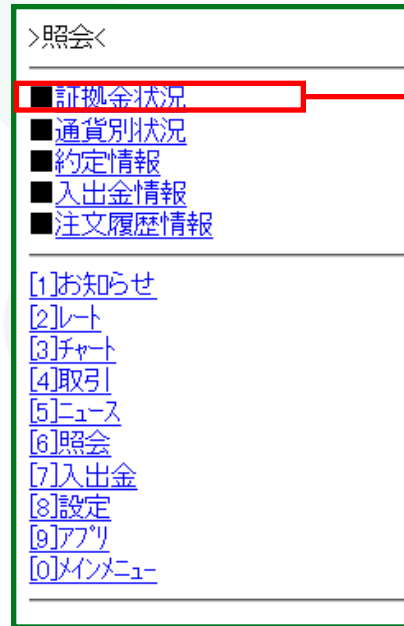 >照会<
■証拠金状況
■通貨別状況
■約定情報
■入出金情報
■注文履歴情報
[1]お知らせ
[2]ﾚｰﾄ
[3]ﾁｬｰﾄ
[4]取引
[5]ﾆｭｰｽ
[6]照会
[7]入出金
[8]設定
[9]ｱﾌﾟﾘ
[0]ﾒｲﾝﾒﾆｭｰ